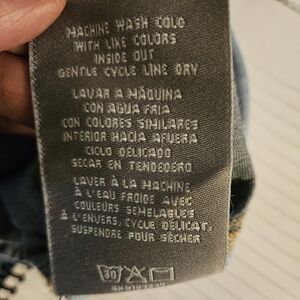 MACHINE WASH COLD
WITH LIKE COLORS
INSIDE OUT
GENTLE CYCLE LINE DRY
LAVAR A MÁQUINA
CON AGUA FRIA
CON COLORES SIMILARES
INTERIOR HACIA AFUERA
CICLO DELICADO
SECAR EN TENDEDERO
LAVER À LA MACHINE
À L'EAU FROIDE AVEC
COULEURS SEMBLABLES
À L'ENVERS, CYCLE DÉLICAT.
SUSPENDRE POUR SÉCHER
30